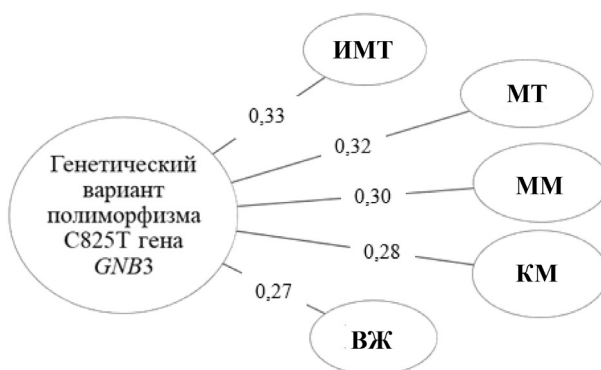 ИМТ
0,33
МТ
0,32
Генетический
вариант
полиморфизма
C825T гена
GNB3
ММ
0,30
0,28
КМ
0,27
ВЖ